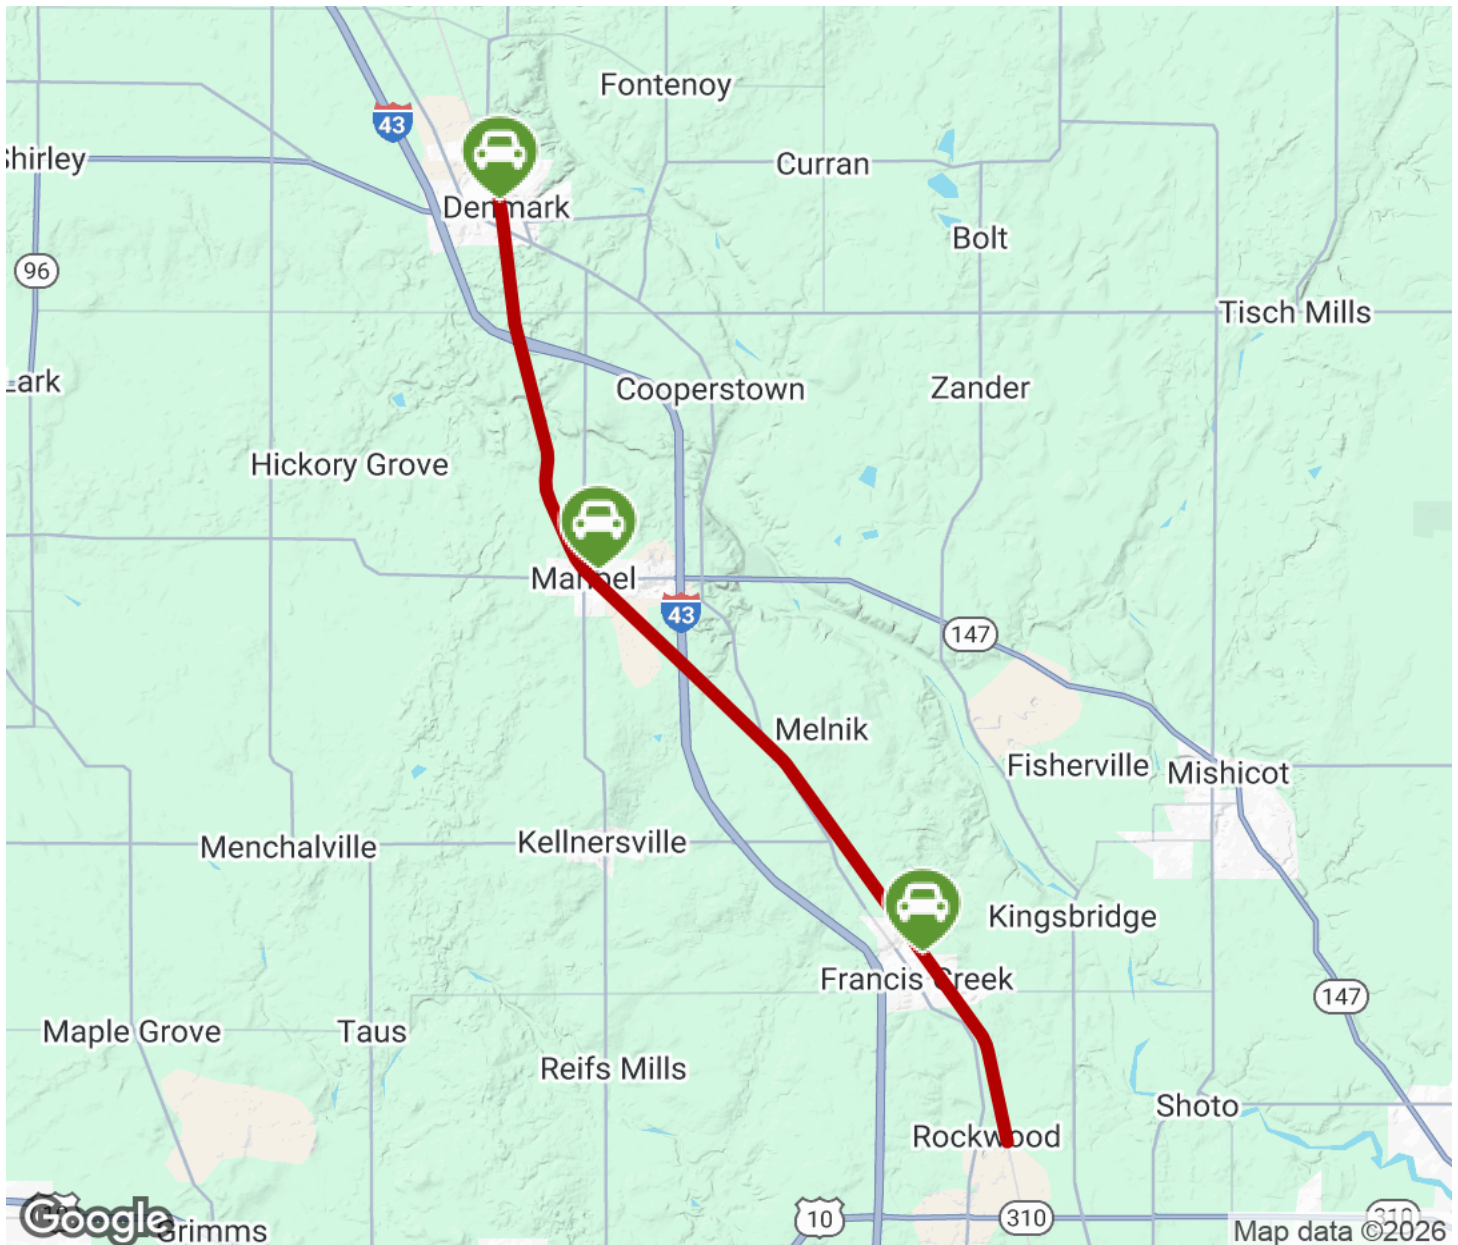 Fontenoy
43
Shirley
Curran
Denmark
Bolt
96
Tisch Mills
Lark
Cooperstown
Zander
Hickory Grove
43
147
Melnik
Fisherville
Mishicot
Menchalville
Kellnersville
Kingsbridge
Francis Creek
147
Maple Grove
Taus
Reifs Mills
Shoto
Rockwood
10
310
310
Google
Grimms
Map data ©2026